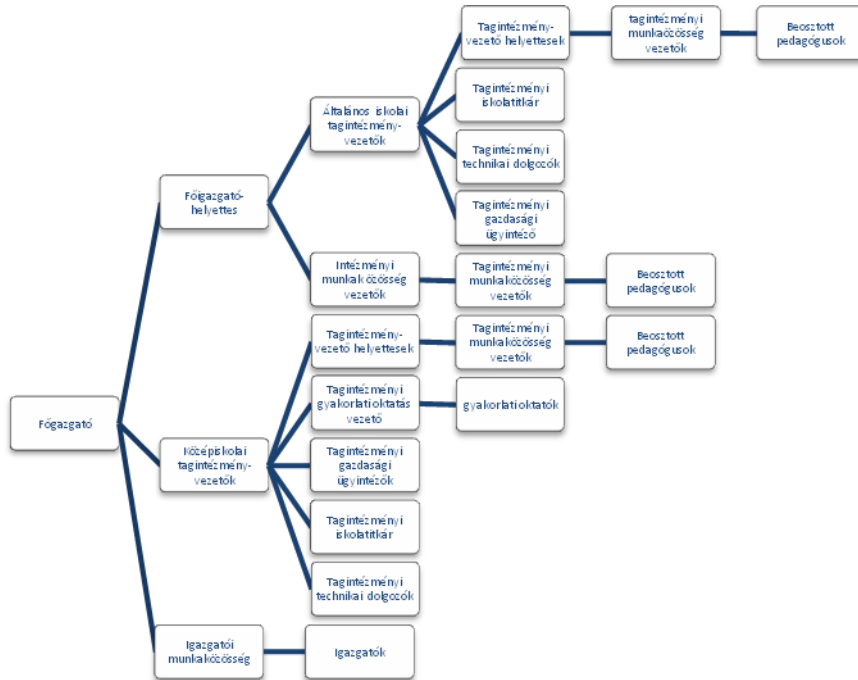 Tagintézmény-
vezető helyettesek
tagintézményi
munkaözösség
vezetők
Beosztott
pedagógusok
Tagintézményi
iskolatitkár
Általános iskolai
tagintézmény-
vezetők
Tagintézményi
technikai dolgozók
Tagintézményi
gazdasági
ügyintéző
Főigazgató-
helyettes
Intézményi
munkaközösség
vezetők
Tagintézményi
munkaközösség
vezetők
Beosztott
pedagógusok
Tagintézmény-
vezető helyettesek
Tagintézményi
munkaközösség
vezetők
Beosztott
pedagógusok
Tagintézményi
gyakorlati oktatás
vezető
gyakorlati oktatók
Főgazgató
Középiskolai
tagintézmény-
vezetők
Tagintézményi
gazdasági
ügyintézők
Tagintézményi
iskolatitkár
Tagintézményi
technikai dolgozók
Igazgatói
munkaközösség
Igazgatók